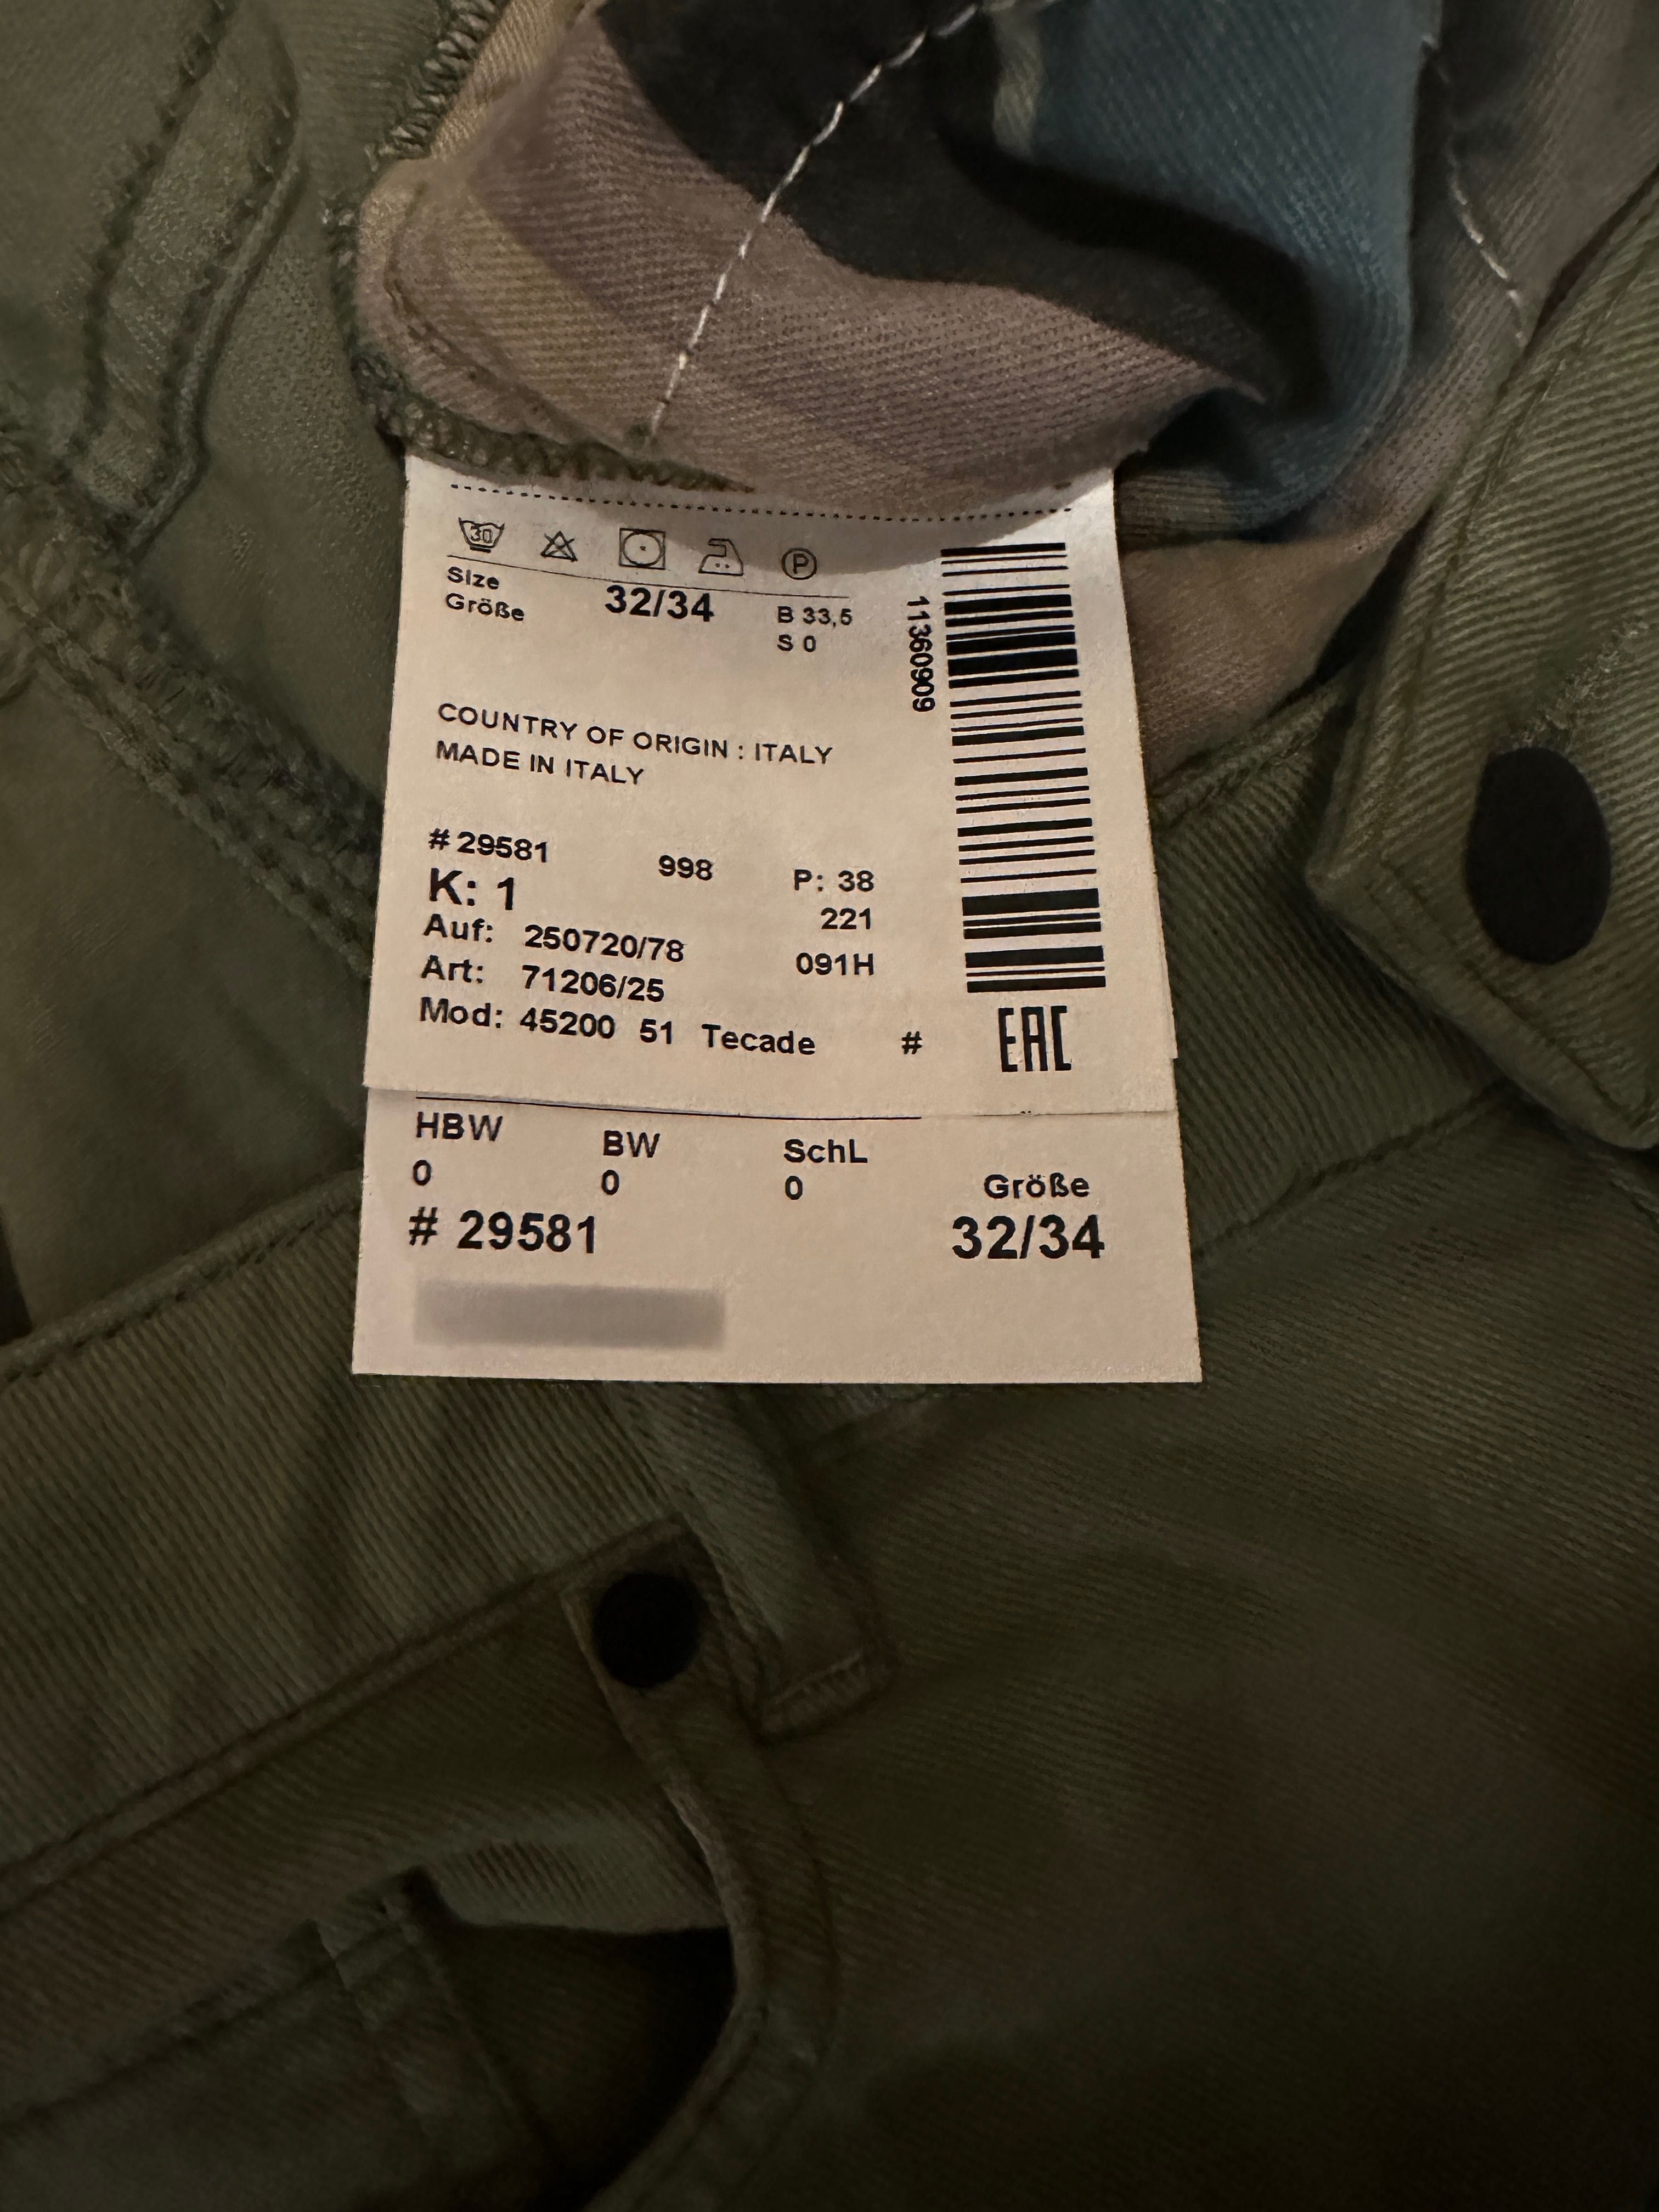 30 P
Size
Größe 32/34 B 33,5
S 0
11360909
COUNTRY OF ORIGIN : ITALY
MADE IN ITALY
# 29581 998 P: 38
K: 1 221
Auf: 250720/78 091H
Art: 71206/25
Mod: 45200 51 Tecade #
EAC
HBW BW SchL
0 0 0
Größe
# 29581 32/34